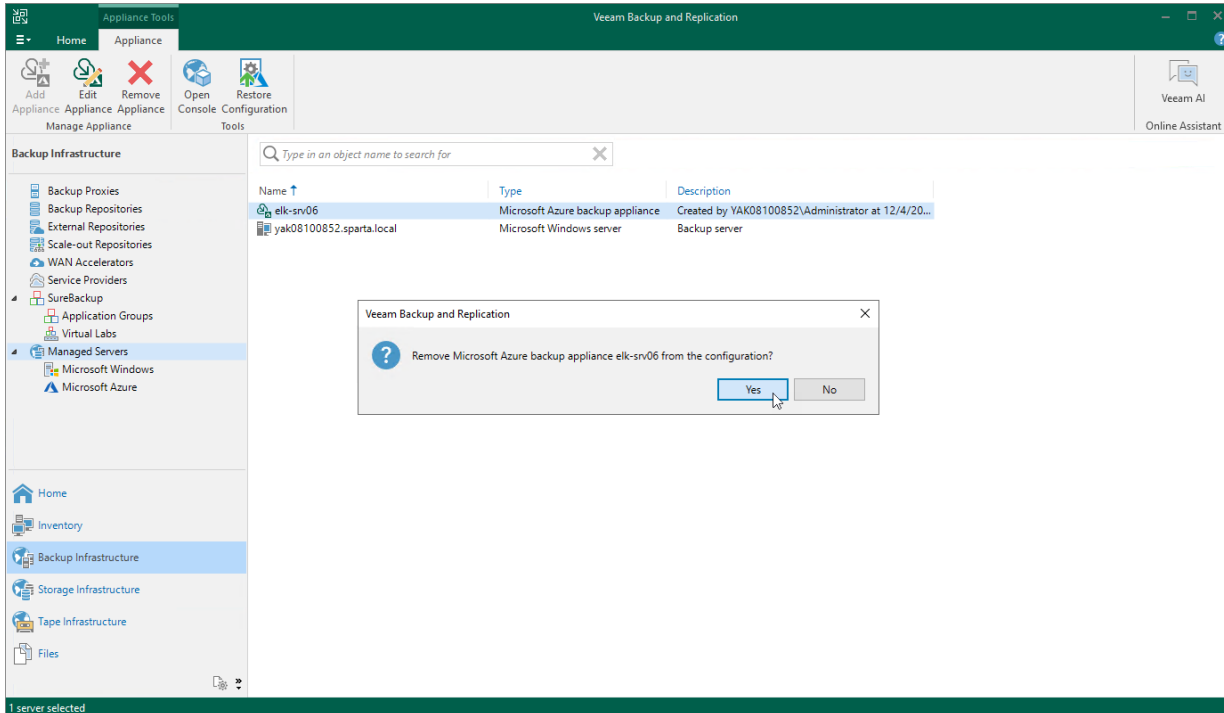 Appliance Tools
Veeam Backup and Replication
Home
Appliance
Add Appliance
Edit Appliance
Remove Appliance
Open Console
Restore Configuration
Manage Appliance
Tools
Veeam AI
Online Assistant
Backup Infrastructure
Type in an object name to search for
Backup Proxies
Backup Repositories
External Repositories
Scale-out Repositories
WAN Accelerators
Service Providers
SureBackup
Application Groups
Virtual Labs
Managed Servers
Microsoft Windows
Microsoft Azure
Name Type Description
elk-srv06 Microsoft Azure backup appliance Created by YAK08100852\Administrator at 12/4/20...
yak08100852.sparta.local Microsoft Windows server Backup server
Veeam Backup and Replication
Remove Microsoft Azure backup appliance elk-srv06 from the configuration?
Yes No
Home
Inventory
Backup Infrastructure
Storage Infrastructure
Tape Infrastructure
Files
1 server selected